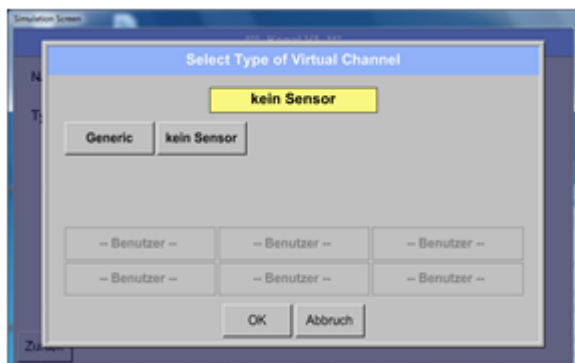 Simulation Screen
Select Type of Virtual Channel
kein Sensor
Generic kein Sensor
-- Benutzer -- -- Benutzer -- -- Benutzer --
-- Benutzer -- -- Benutzer -- -- Benutzer --
OK Abbruch